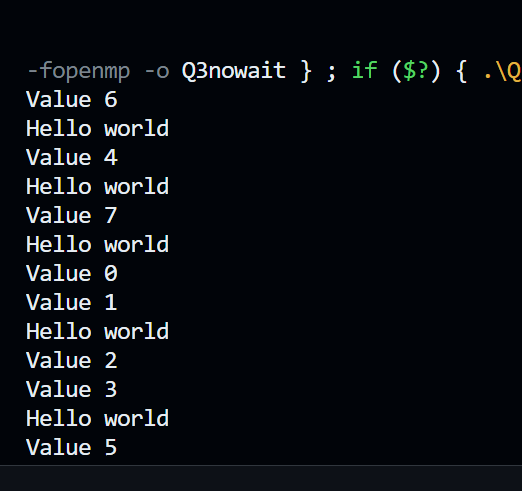 -fopenmp -o Q3nowait } ; if ($?) { .\Q
Value 6
Hello world
Value 4
Hello world
Value 7
Hello world
Value 0
Value 1
Hello world
Value 2
Value 3
Hello world
Value 5